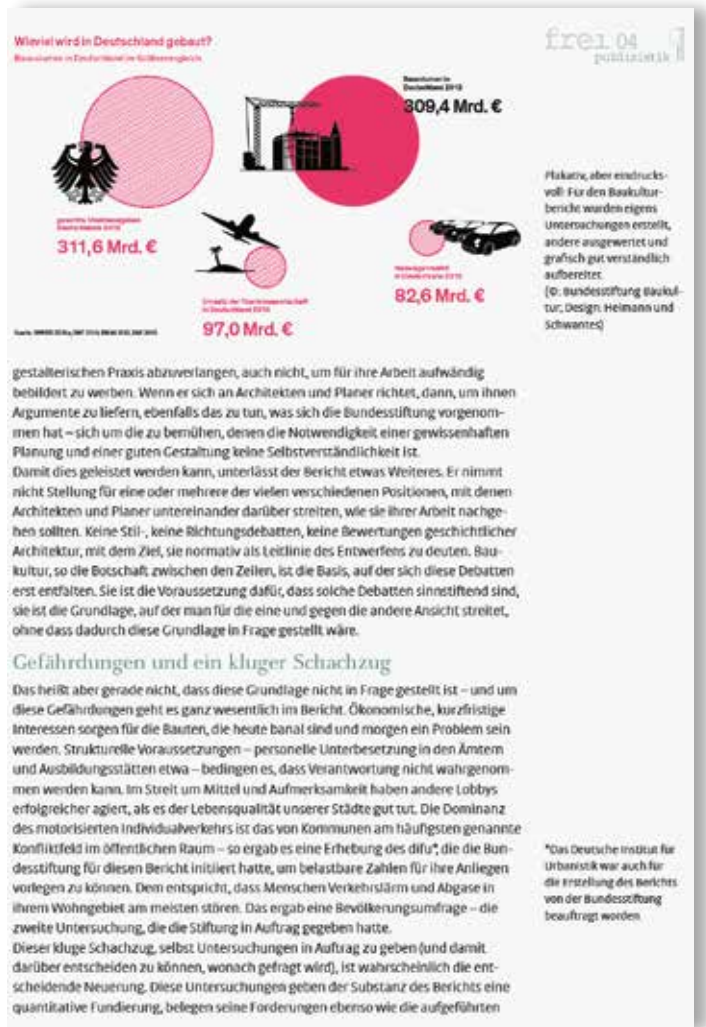 Wieviel wird in Deutschland gebaut?
Bauvolumen in Deutschland im Größenvergleich
frei 04
publizistik
Bauvolumen in
Deutschland 2013
309,4 Mrd. €
gesamte Staatsausgaben
Deutschland 2013
311,6 Mrd. €
Umsatz der Tourismuswirtschaft
in Deutschland 2013
97,0 Mrd. €
in Deutschland 2013
82,6 Mrd. €
Plakativ, aber eindrucks-
voll: Für den Baukultur-
bericht wurden eigens
Untersuchungen erstellt,
andere ausgewertet und
grafisch gut verständlich
aufbereitet.
(©: Bundesstiftung Baukul-
tur, Design: Heimann und
Schwantes)
gestalterischen Praxis abzuverlangen, auch nicht, um für ihre Arbeit aufwändig
bebildert zu werben. Wenn er sich an Architekten und Planer richtet, dann, um ihnen
Argumente zu liefern, ebenfalls das zu tun, was sich die Bundesstiftung vorgenom-
men hat – sich um die zu bemühen, denen die Notwendigkeit einer gewissenhaften
Planung und einer guten Gestaltung keine Selbstverständlichkeit ist.
Damit dies geleistet werden kann, unterlässt der Bericht etwas Weiteres. Er nimmt
nicht Stellung für eine oder mehrere der vielen verschiedenen Positionen, mit denen
Architekten und Planer untereinander darüber streiten, wie sie ihrer Arbeit nachge-
hen sollten. Keine Stil-, keine Richtungsdebatten, keine Bewertungen geschichtlicher
Architektur, mit dem Ziel, sie normativ als Leitlinie des Entwerfens zu deuten. Bau-
kultur, so die Botschaft zwischen den Zeilen, ist die Basis, auf der sich diese Debatten
erst entfalten. Sie ist die Voraussetzung dafür, dass solche Debatten sinnstiftend sind,
sie ist die Grundlage, auf der man für die eine und gegen die andere Ansicht streitet,
ohne dass dadurch diese Grundlage in Frage gestellt wäre.
Gefährdungen und ein kluger Schachzug
Das heißt aber gerade nicht, dass diese Grundlage nicht in Frage gestellt ist – und um
diese Gefährdungen geht es ganz wesentlich im Bericht. Ökonomische, kurzfristige
Interessen sorgen für die Bauten, die heute banal sind und morgen ein Problem sein
werden. Strukturelle Voraussetzungen – personelle Unterbesetzung in den Ämtern
und Ausbildungsstätten etwa – bedingen es, dass Verantwortung nicht wahrgenom-
men werden kann. Im Streit um Mittel und Aufmerksamkeit haben andere Lobbys
erfolgreicher agiert, als es der Lebensqualität unserer Städte gut tut. Die Dominanz
des motorisierten Individualverkehrs ist das von Kommunen am häufigsten genannte
Konfliktfeld im öffentlichen Raum – so ergab es eine Erhebung des difu*, die die Bun-
desstiftung für diesen Bericht initiiert hatte, um belastbare Zahlen für ihre Anliegen
vorlegen zu können. Dem entspricht, dass Menschen Verkehrslärm und Abgase in
ihrem Wohngebiet am meisten stören. Das ergab eine Bevölkerungsumfrage – die
zweite Untersuchung, die die Stiftung in Auftrag gegeben hatte.
Dieser kluge Schachzug, selbst Untersuchungen in Auftrag zu geben (und damit
darüber entscheiden zu können, wonach gefragt wird), ist wahrscheinlich die ent-
scheidende Neuerung. Diese Untersuchungen geben der Substanz des Berichts eine
quantitative Fundierung, belegen seine Forderungen ebenso wie die aufgeführten
*Das Deutsche Institut für
Urbanistik war auch für
die Erstellung des Berichts
von der Bundesstiftung
beauftragt worden